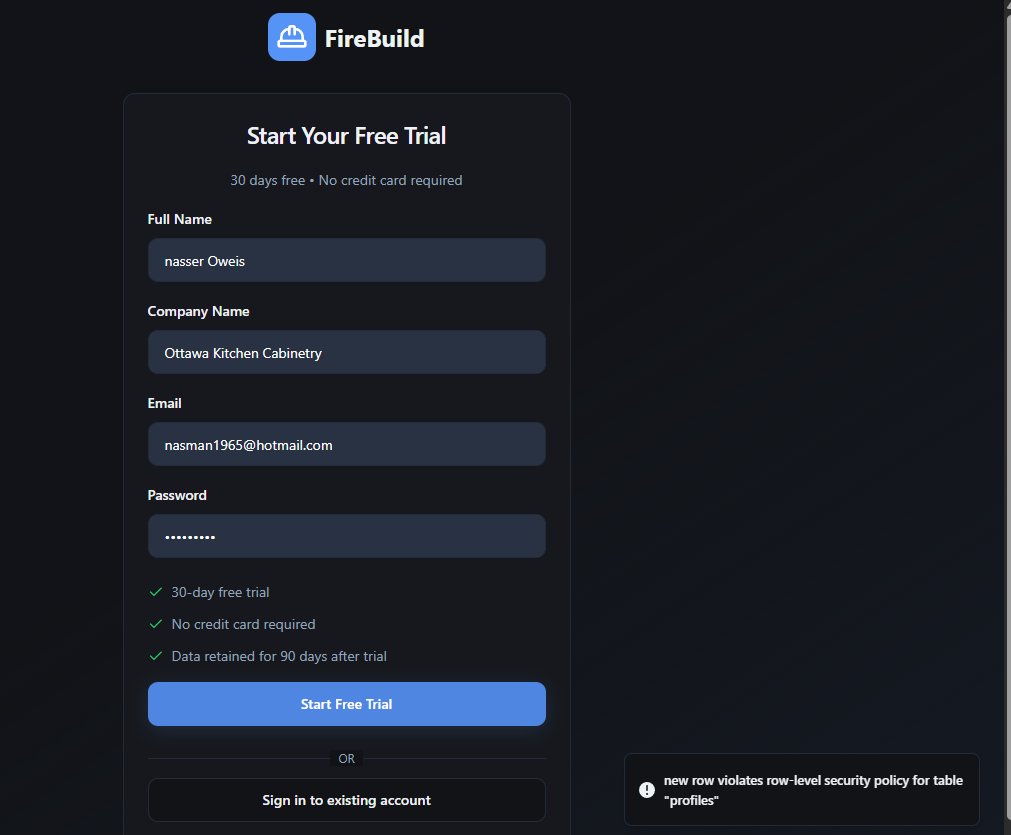 FireBuild
Start Your Free Trial
30 days free • No credit card required
Full Name
nasser Oweis
Company Name
Ottawa Kitchen Cabinetry
Email
nasman1965@hotmail.com
Password
•••••••••
30-day free trial
No credit card required
Data retained for 90 days after trial
Start Free Trial
OR
Sign in to existing account
new row violates row-level security policy for table
"profiles"